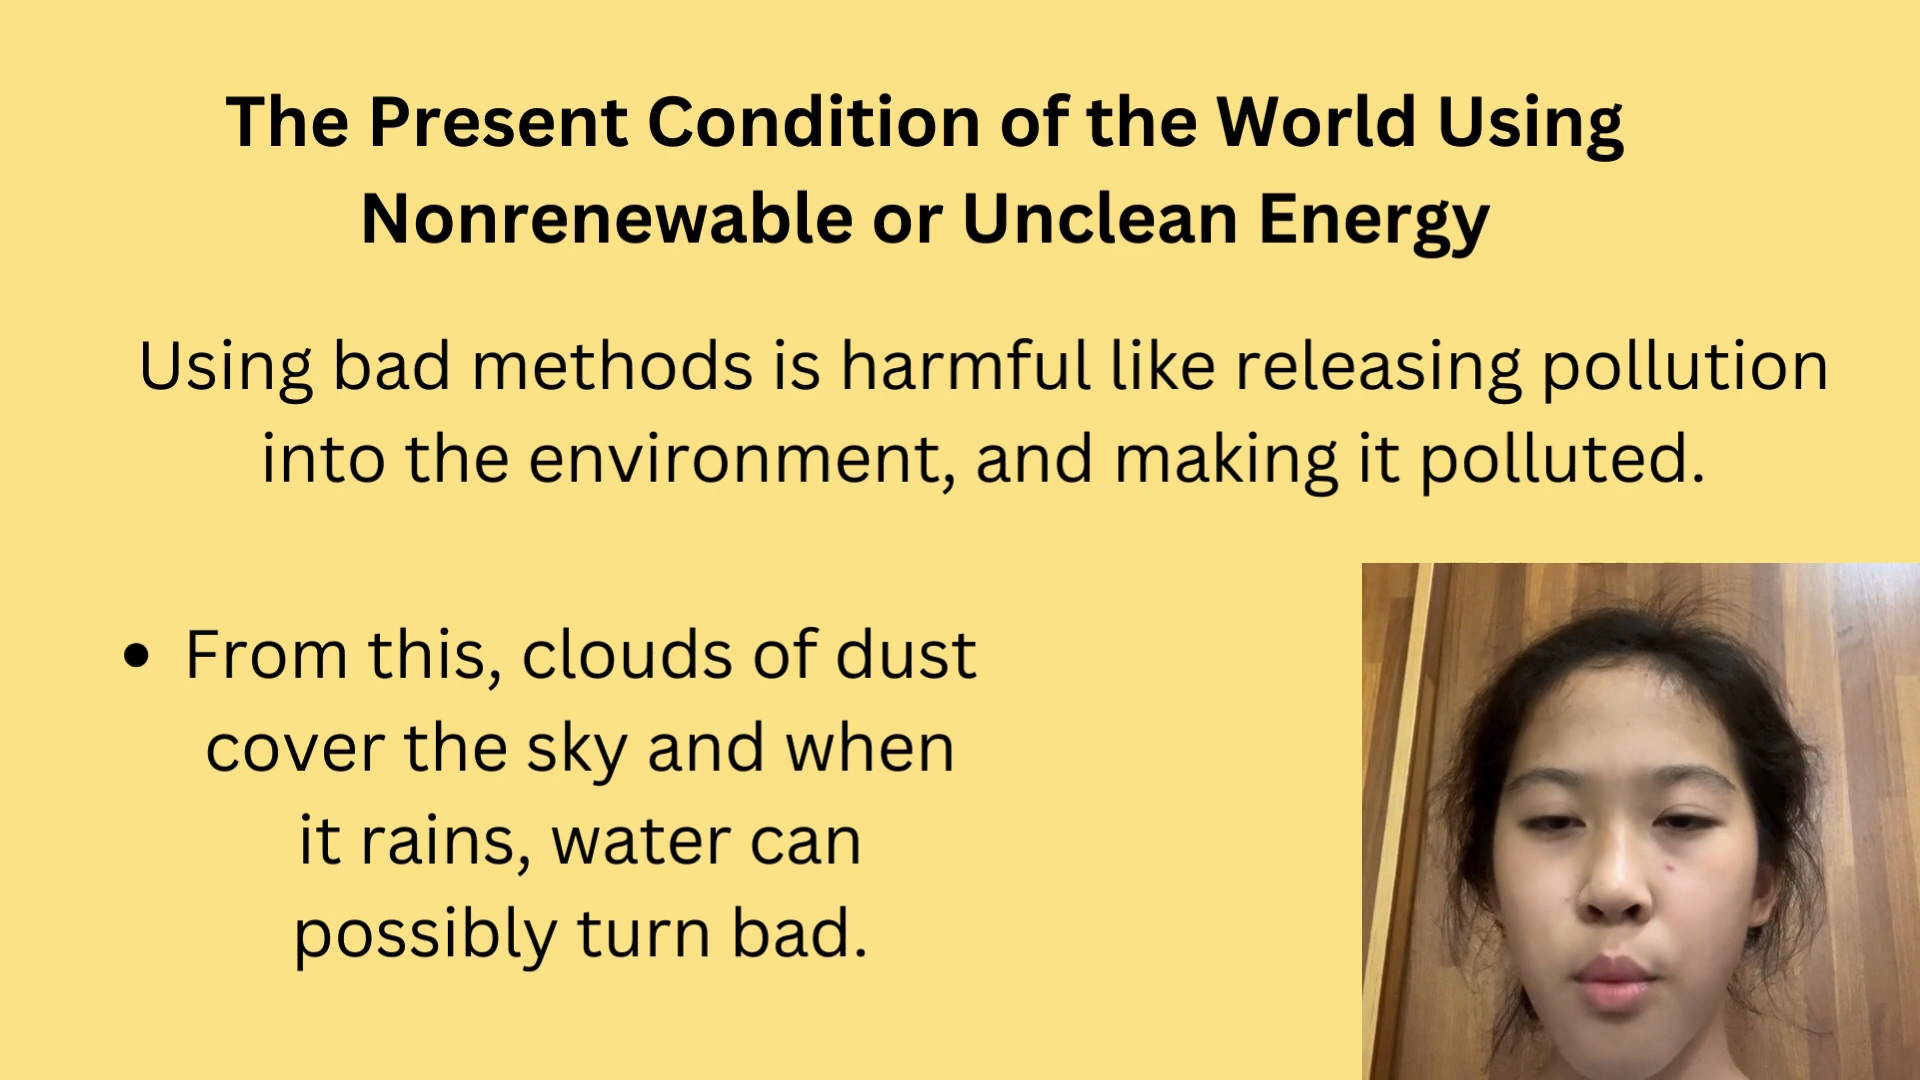 The Present Condition of the World Using
Nonrenewable or Unclean Energy
Using bad methods is harmful like releasing pollution
into the environment, and making it polluted.
• From this, clouds of dust
cover the sky and when
it rains, water can
possibly turn bad.